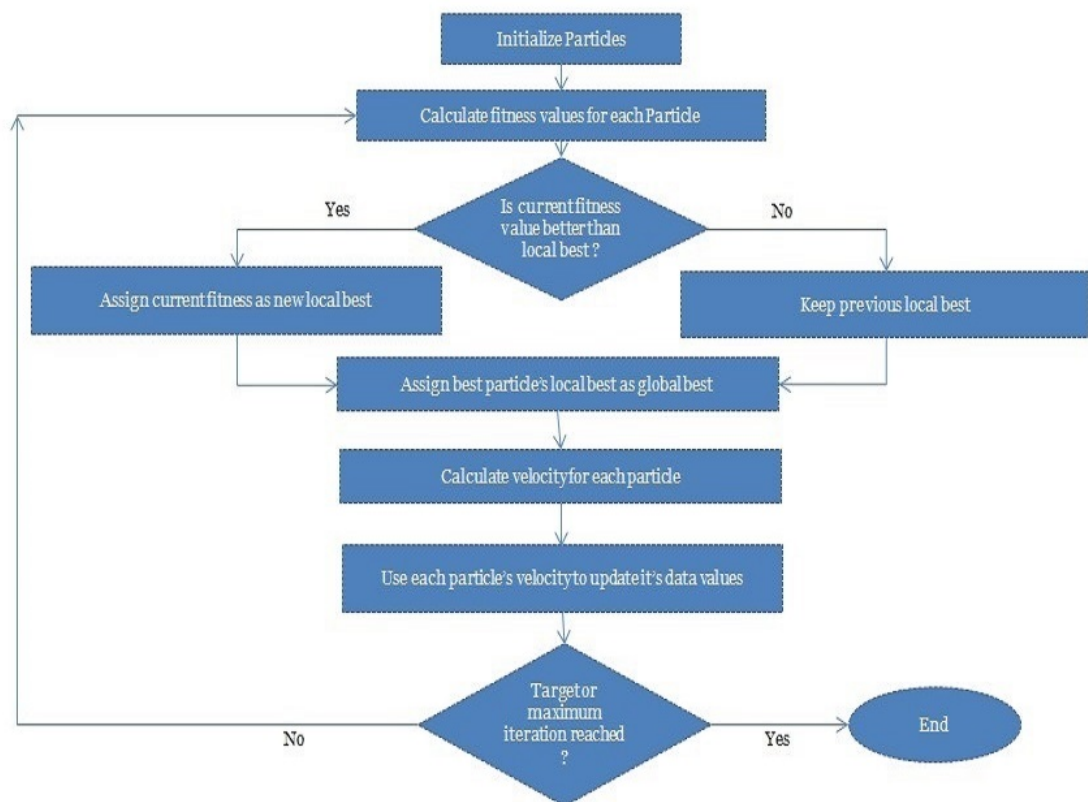 Initialize Particles
Calculate fitness values for each Particle
Yes
Is current fitness
value better than
local best ?
No
Assign current fitness as new local best
Keep previous local best
Assign best particle's local best as global best
Calculate velocity for each particle
Use each particle's velocity to update it's data values
Target or
maximum
iteration reached
?
No
Yes
End